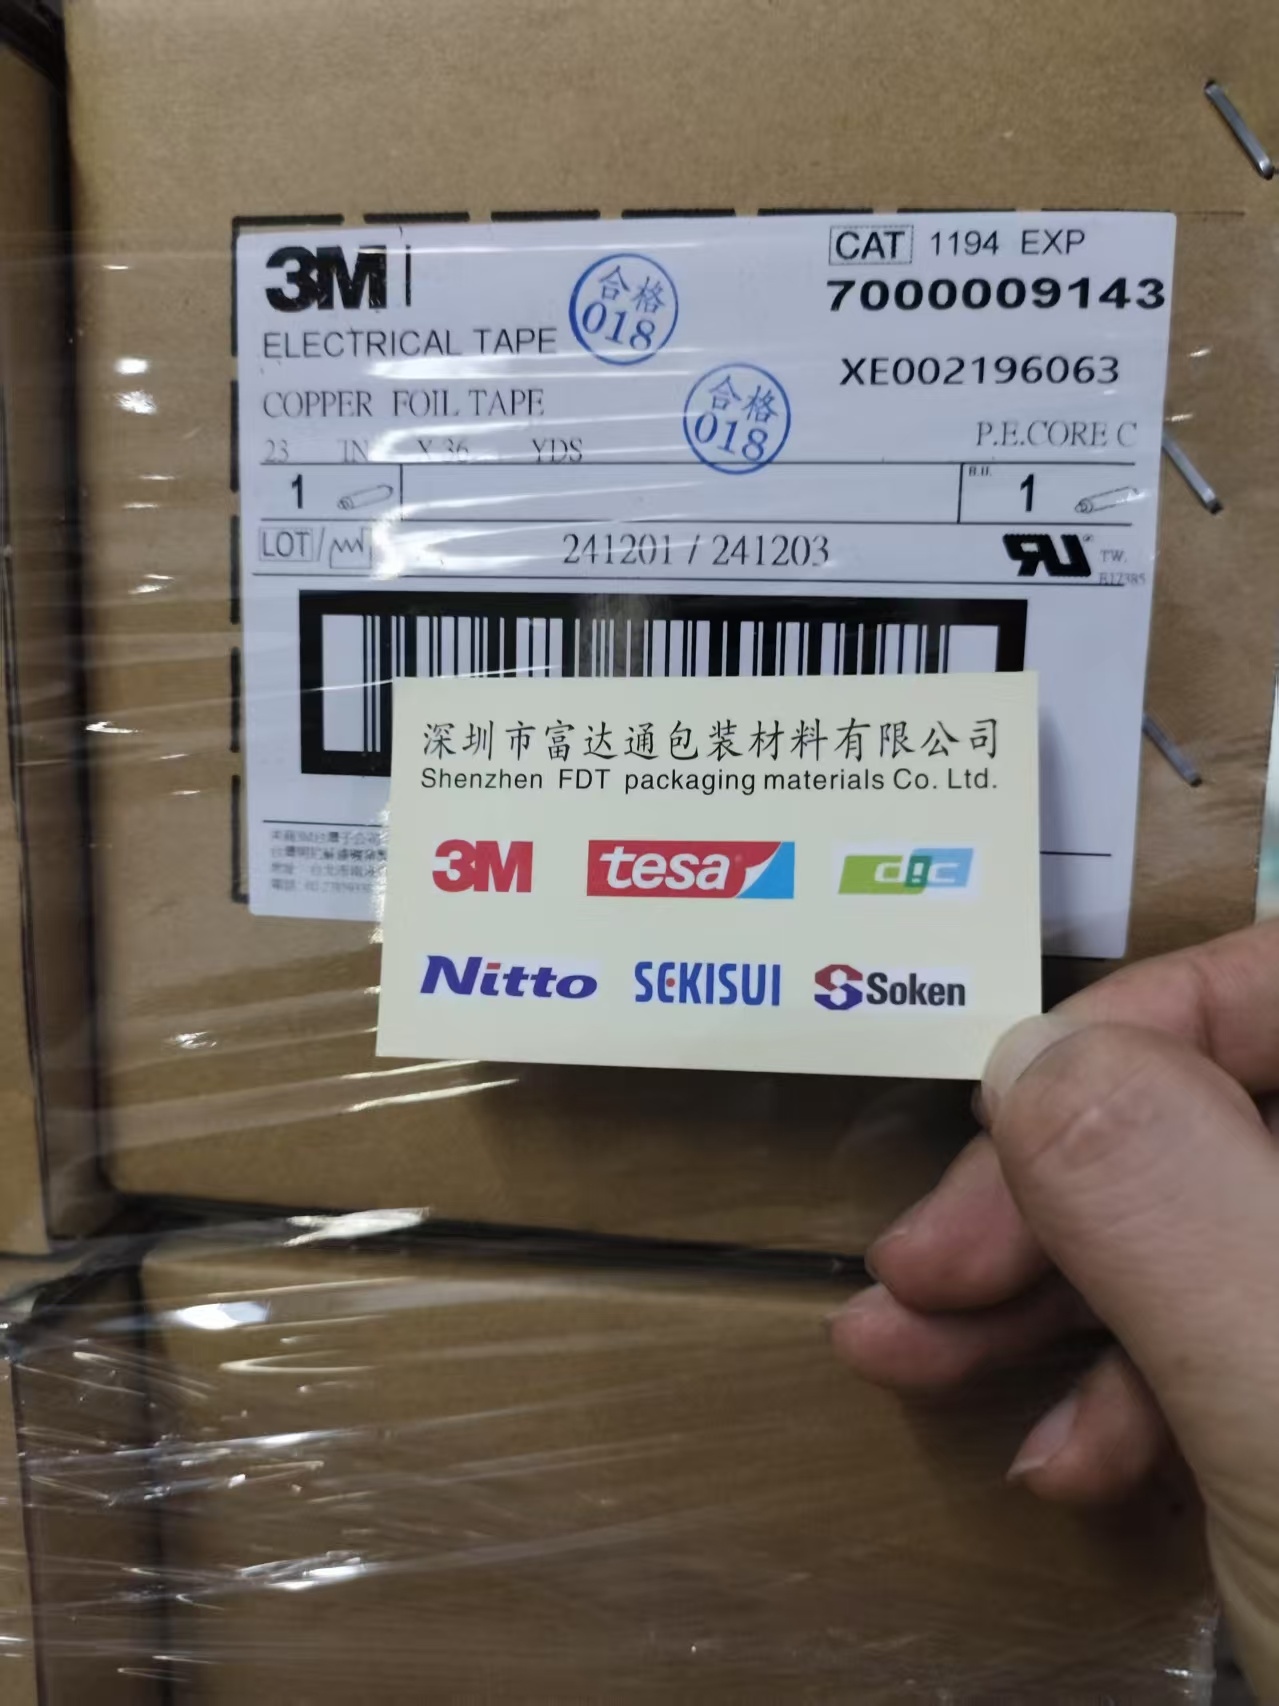 3M
CAT 1194 EXP
7000009143
合格
018
ELECTRICAL TAPE
XE002196063
COPPER FOIL TAPE
合格
018
P.E.CORE C
23 IN X 36 YDS
1
R.U.
1
LOT/
241201 / 241203
TW.
深圳市富达通包装材料有限公司
Shenzhen FDT packaging materials Co. Ltd.
3M
tesa
dic
Nitto
SEKISUI
Soken